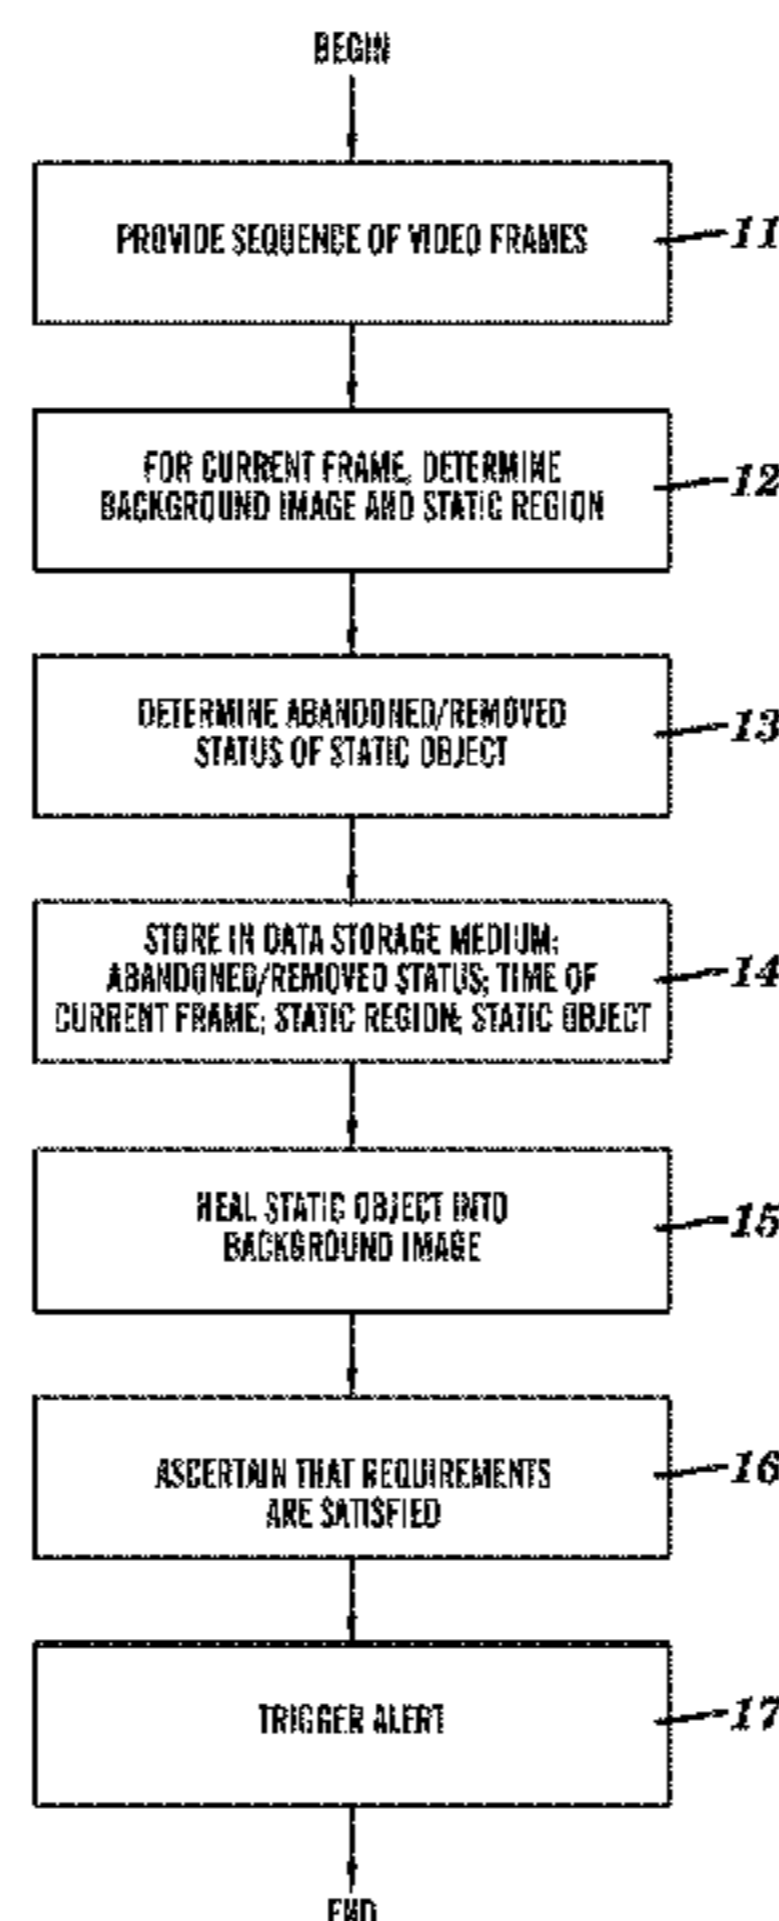 BEGIN
PROVIDE SEQUENCE OF VIDEO FRAMES
11
FOR CURRENT FRAME, DETERMINE
BACKGROUND IMAGE AND STATIC REGION
12
DETERMINE ABANDONED/REMOVED
STATUS OF STATIC OBJECT
13
STORE IN DATA STORAGE MEDIUM:
ABANDONED/REMOVED STATUS; TIME OF
CURRENT FRAME; STATIC REGION; STATIC OBJECT
14
HEAL STATIC OBJECT INTO
BACKGROUND IMAGE
15
ASCERTAIN THAT REQUIREMENTS
ARE SATISFIED
16
TRIGGER ALERT
17
END